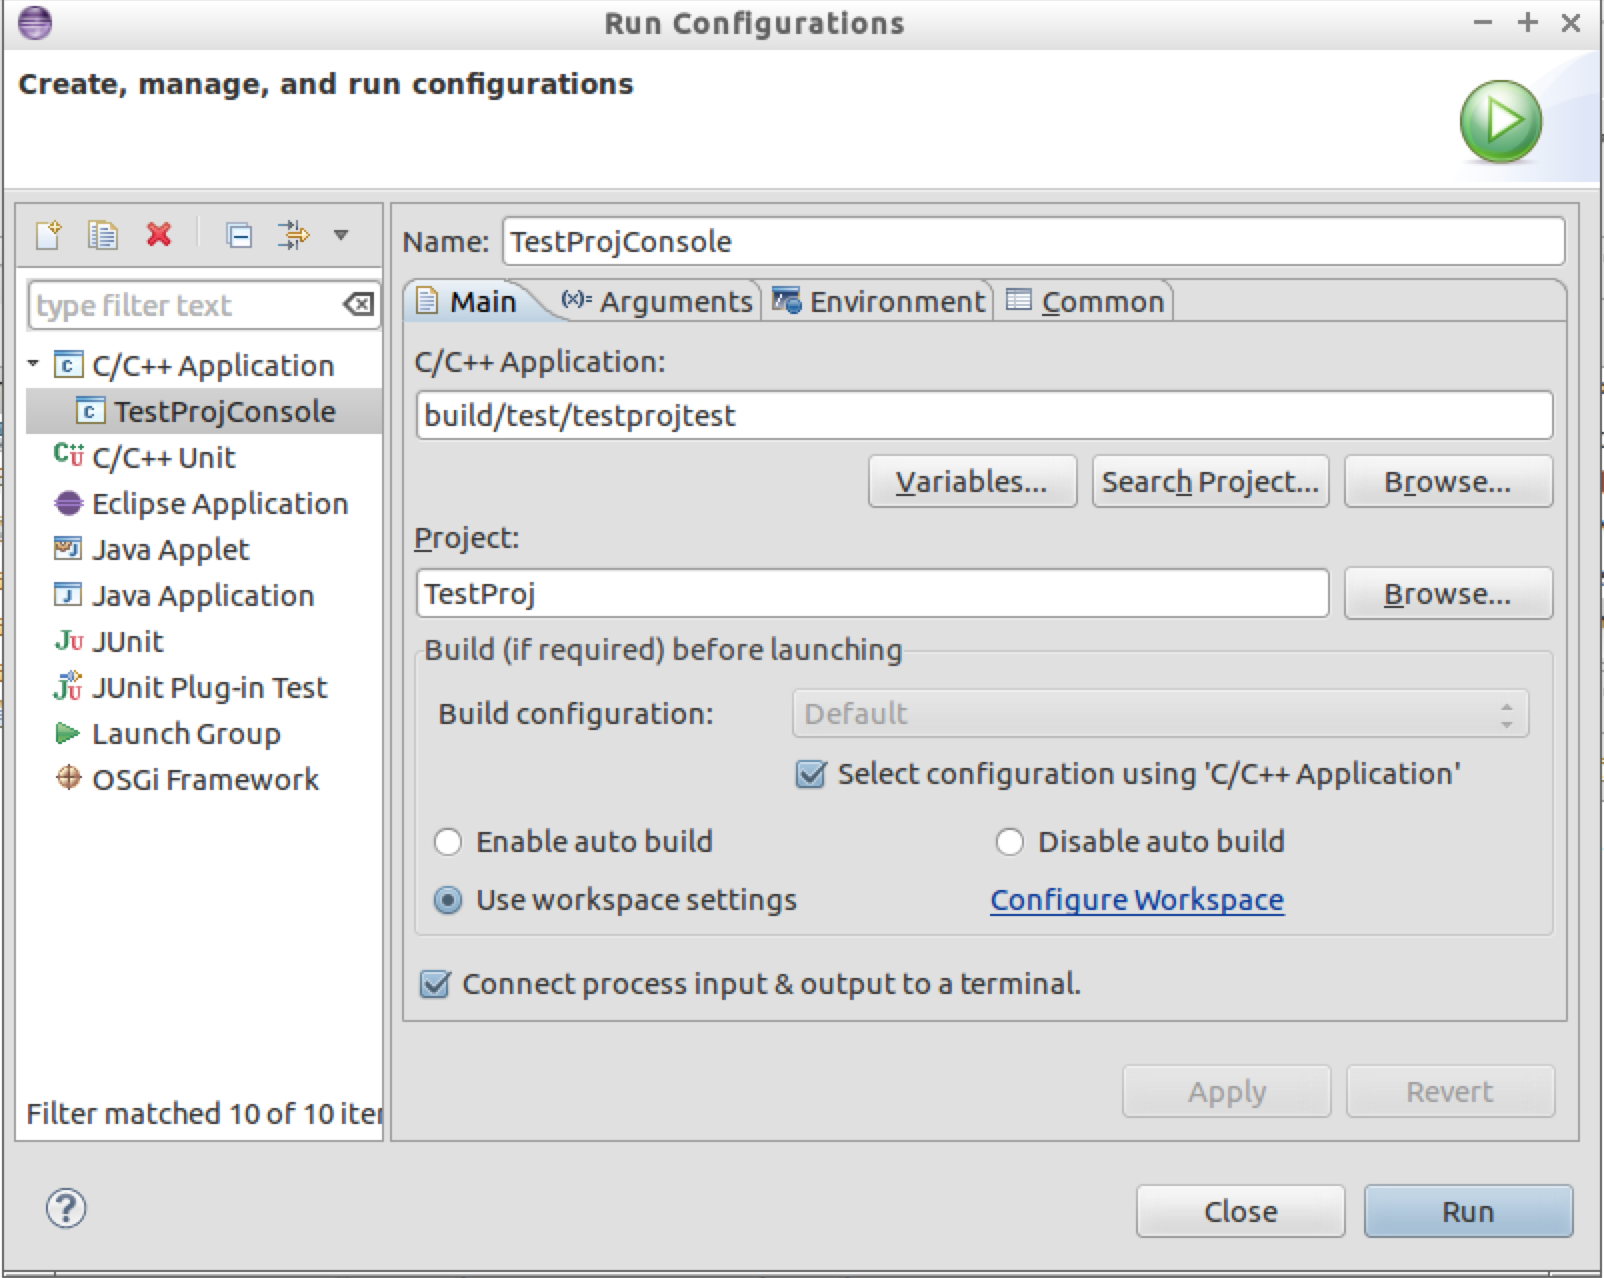 Run Configurations
Create, manage, and run configurations
type filter text
C/C++ Application
TestProjConsole
C/C++ Unit
Eclipse Application
Java Applet
Java Application
JUnit
JUnit Plug-in Test
Launch Group
OSGi Framework
Filter matched 10 of 10 iter
Name: TestProjConsole
Main (x)= Arguments Environment Common
C/C++ Application:
build/test/testprojtest
Variables... Search Project... Browse...
Project:
TestProj Browse...
Build (if required) before launching
Build configuration: Default
Select configuration using 'C/C++ Application'
Enable auto build Disable auto build
Use workspace settings Configure Workspace
Connect process input & output to a terminal.
Apply Revert
? Close Run